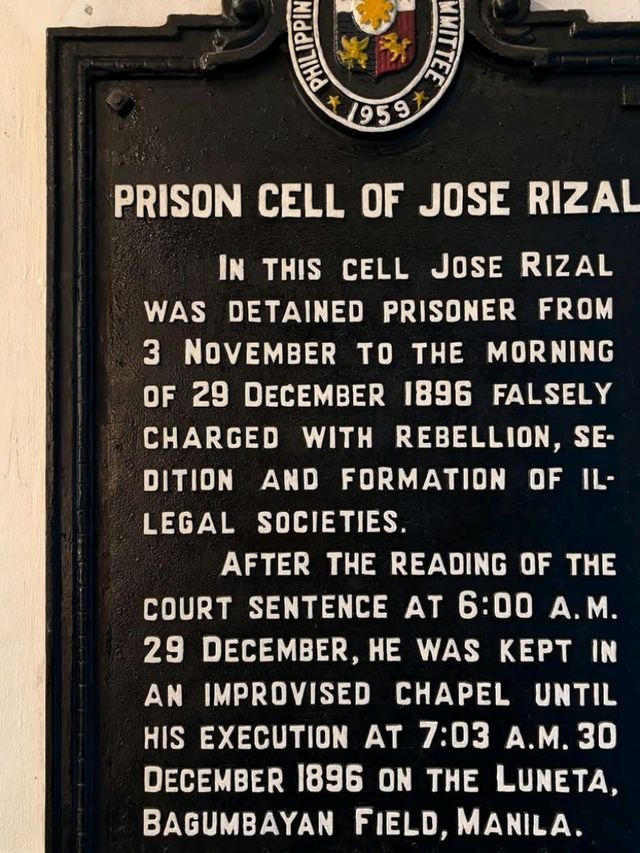 PHILIPPIN
MMITTEE
1959
PRISON CELL OF JOSE RIZAL
IN THIS CELL JOSE RIZAL
WAS DETAINED PRISONER FROM
3 NOVEMBER TO THE MORNING
OF 29 DECEMBER 1896 FALSELY
CHARGED WITH REBELLION, SE-
DITION AND FORMATION OF IL-
LEGAL SOCIETIES.
AFTER THE READING OF THE
COURT SENTENCE AT 6:00 A.M.
29 DECEMBER, HE WAS KEPT IN
AN IMPROVISED CHAPEL UNTIL
HIS EXECUTION AT 7:03 A.M. 30
DECEMBER 1896 ON THE LUNETA,
BAGUMBAYAN FIELD, MANILA.